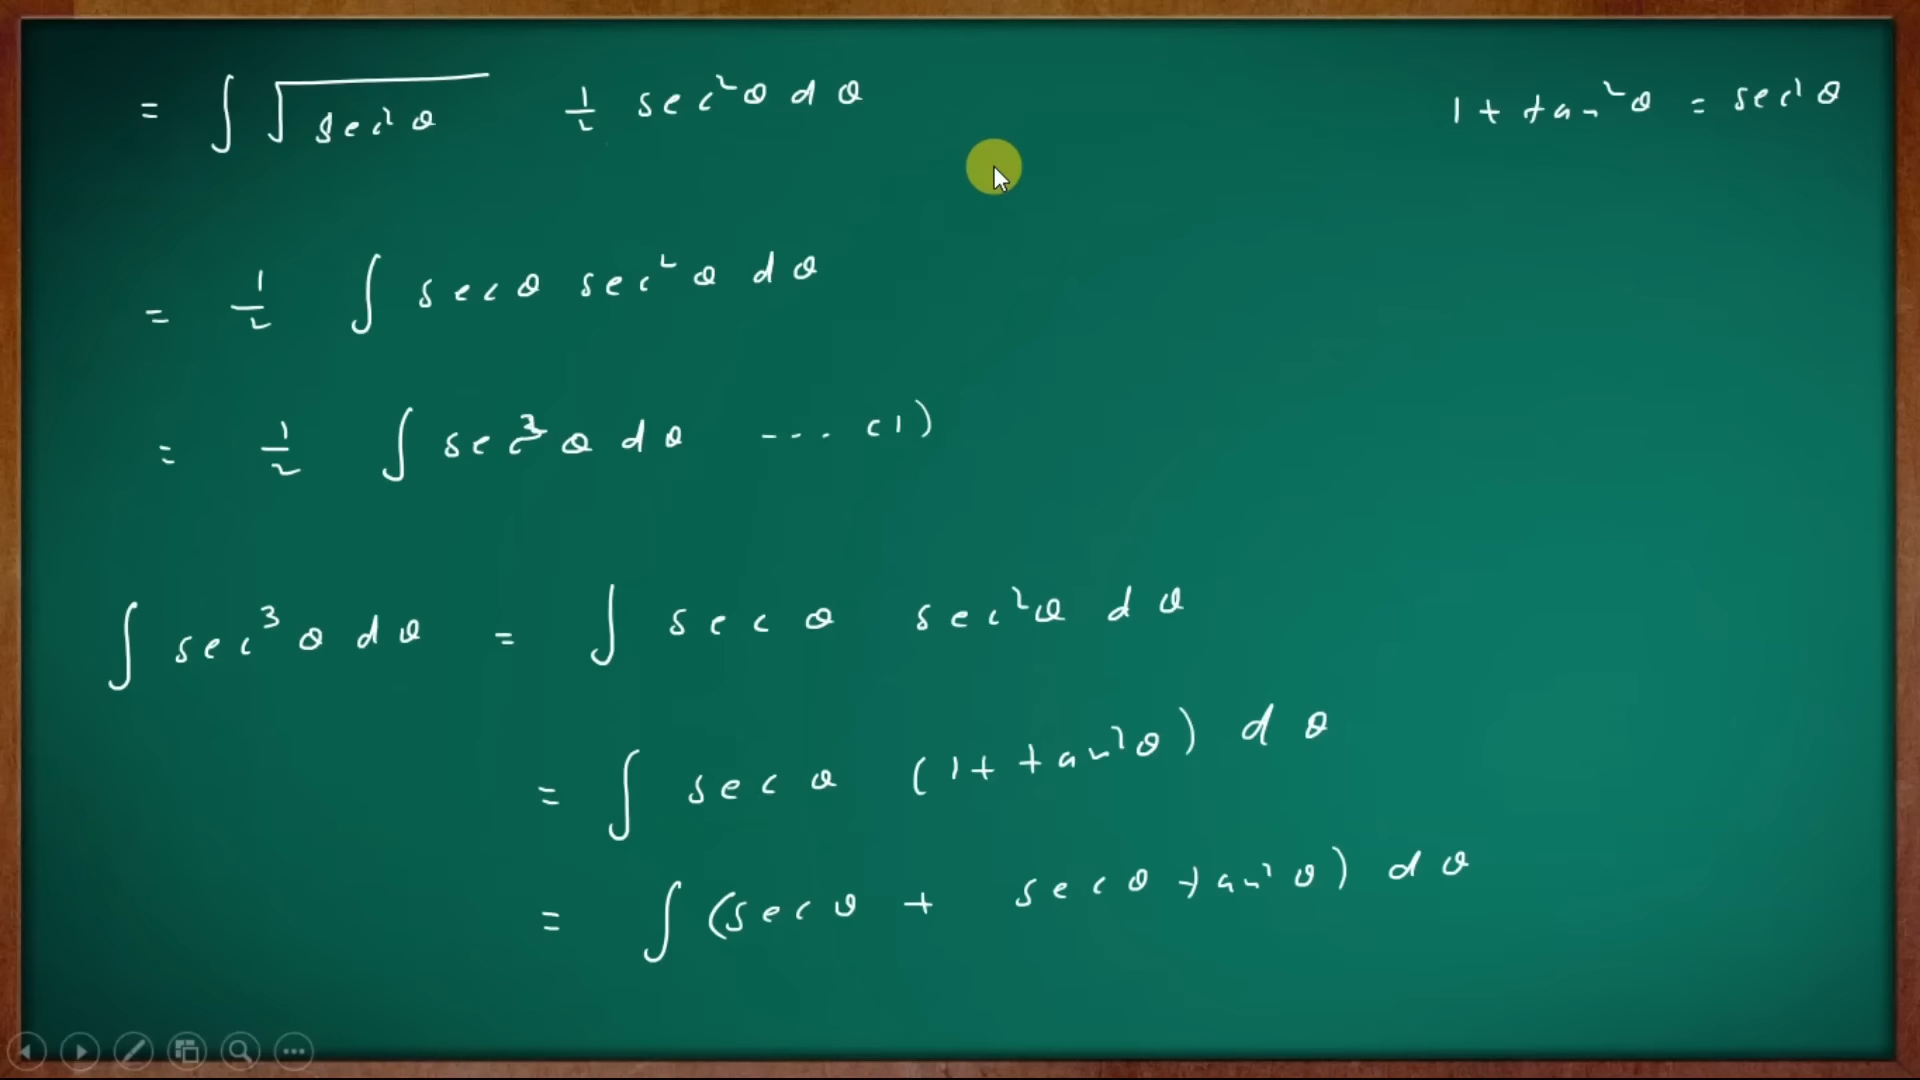 = ∫ √sec²θ 1/2 sec²θ dθ
1 + tan²θ = sec²θ
= 1/2 ∫ secθ sec²θ dθ
= 1/2 ∫ sec³θ dθ --- (1)
∫ sec³θ dθ = ∫ secθ sec²θ dθ
= ∫ secθ (1 + tan²θ) dθ
= ∫ (secθ + secθ tan²θ) dθ